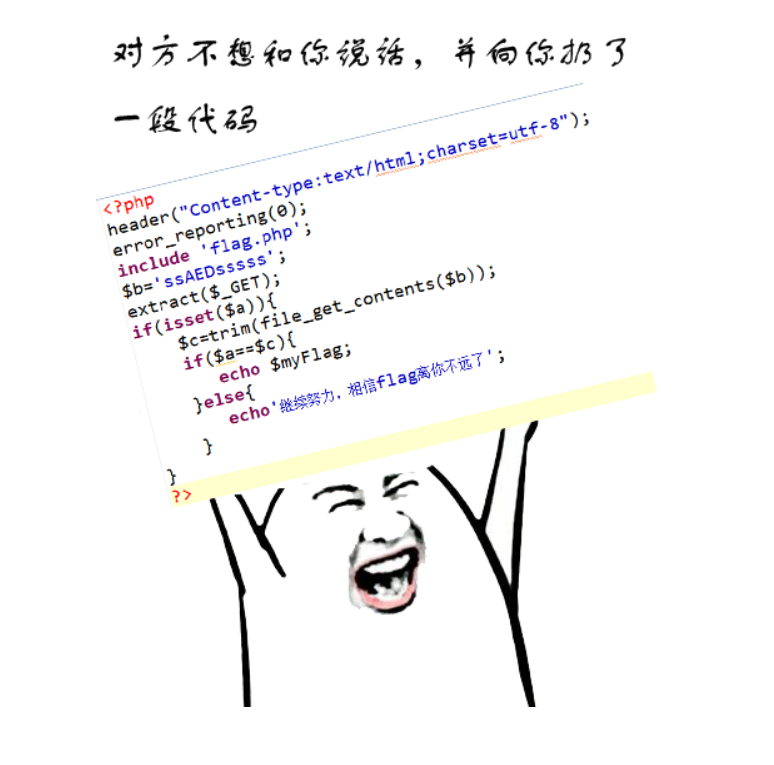 对方不想和你说话，并向你扔了
一段代码
<?php
header("Content-type:text/html;charset=utf-8");
error_reporting(0);
include 'flag.php';
$b='ssAEDsssss';
extract($_GET);
if(isset($a)){
$c=trim(file_get_contents($b));
if($a==$c){
echo $myFlag;
}else{
echo'继续努力，相信flag离你不远了';
}
}
?>